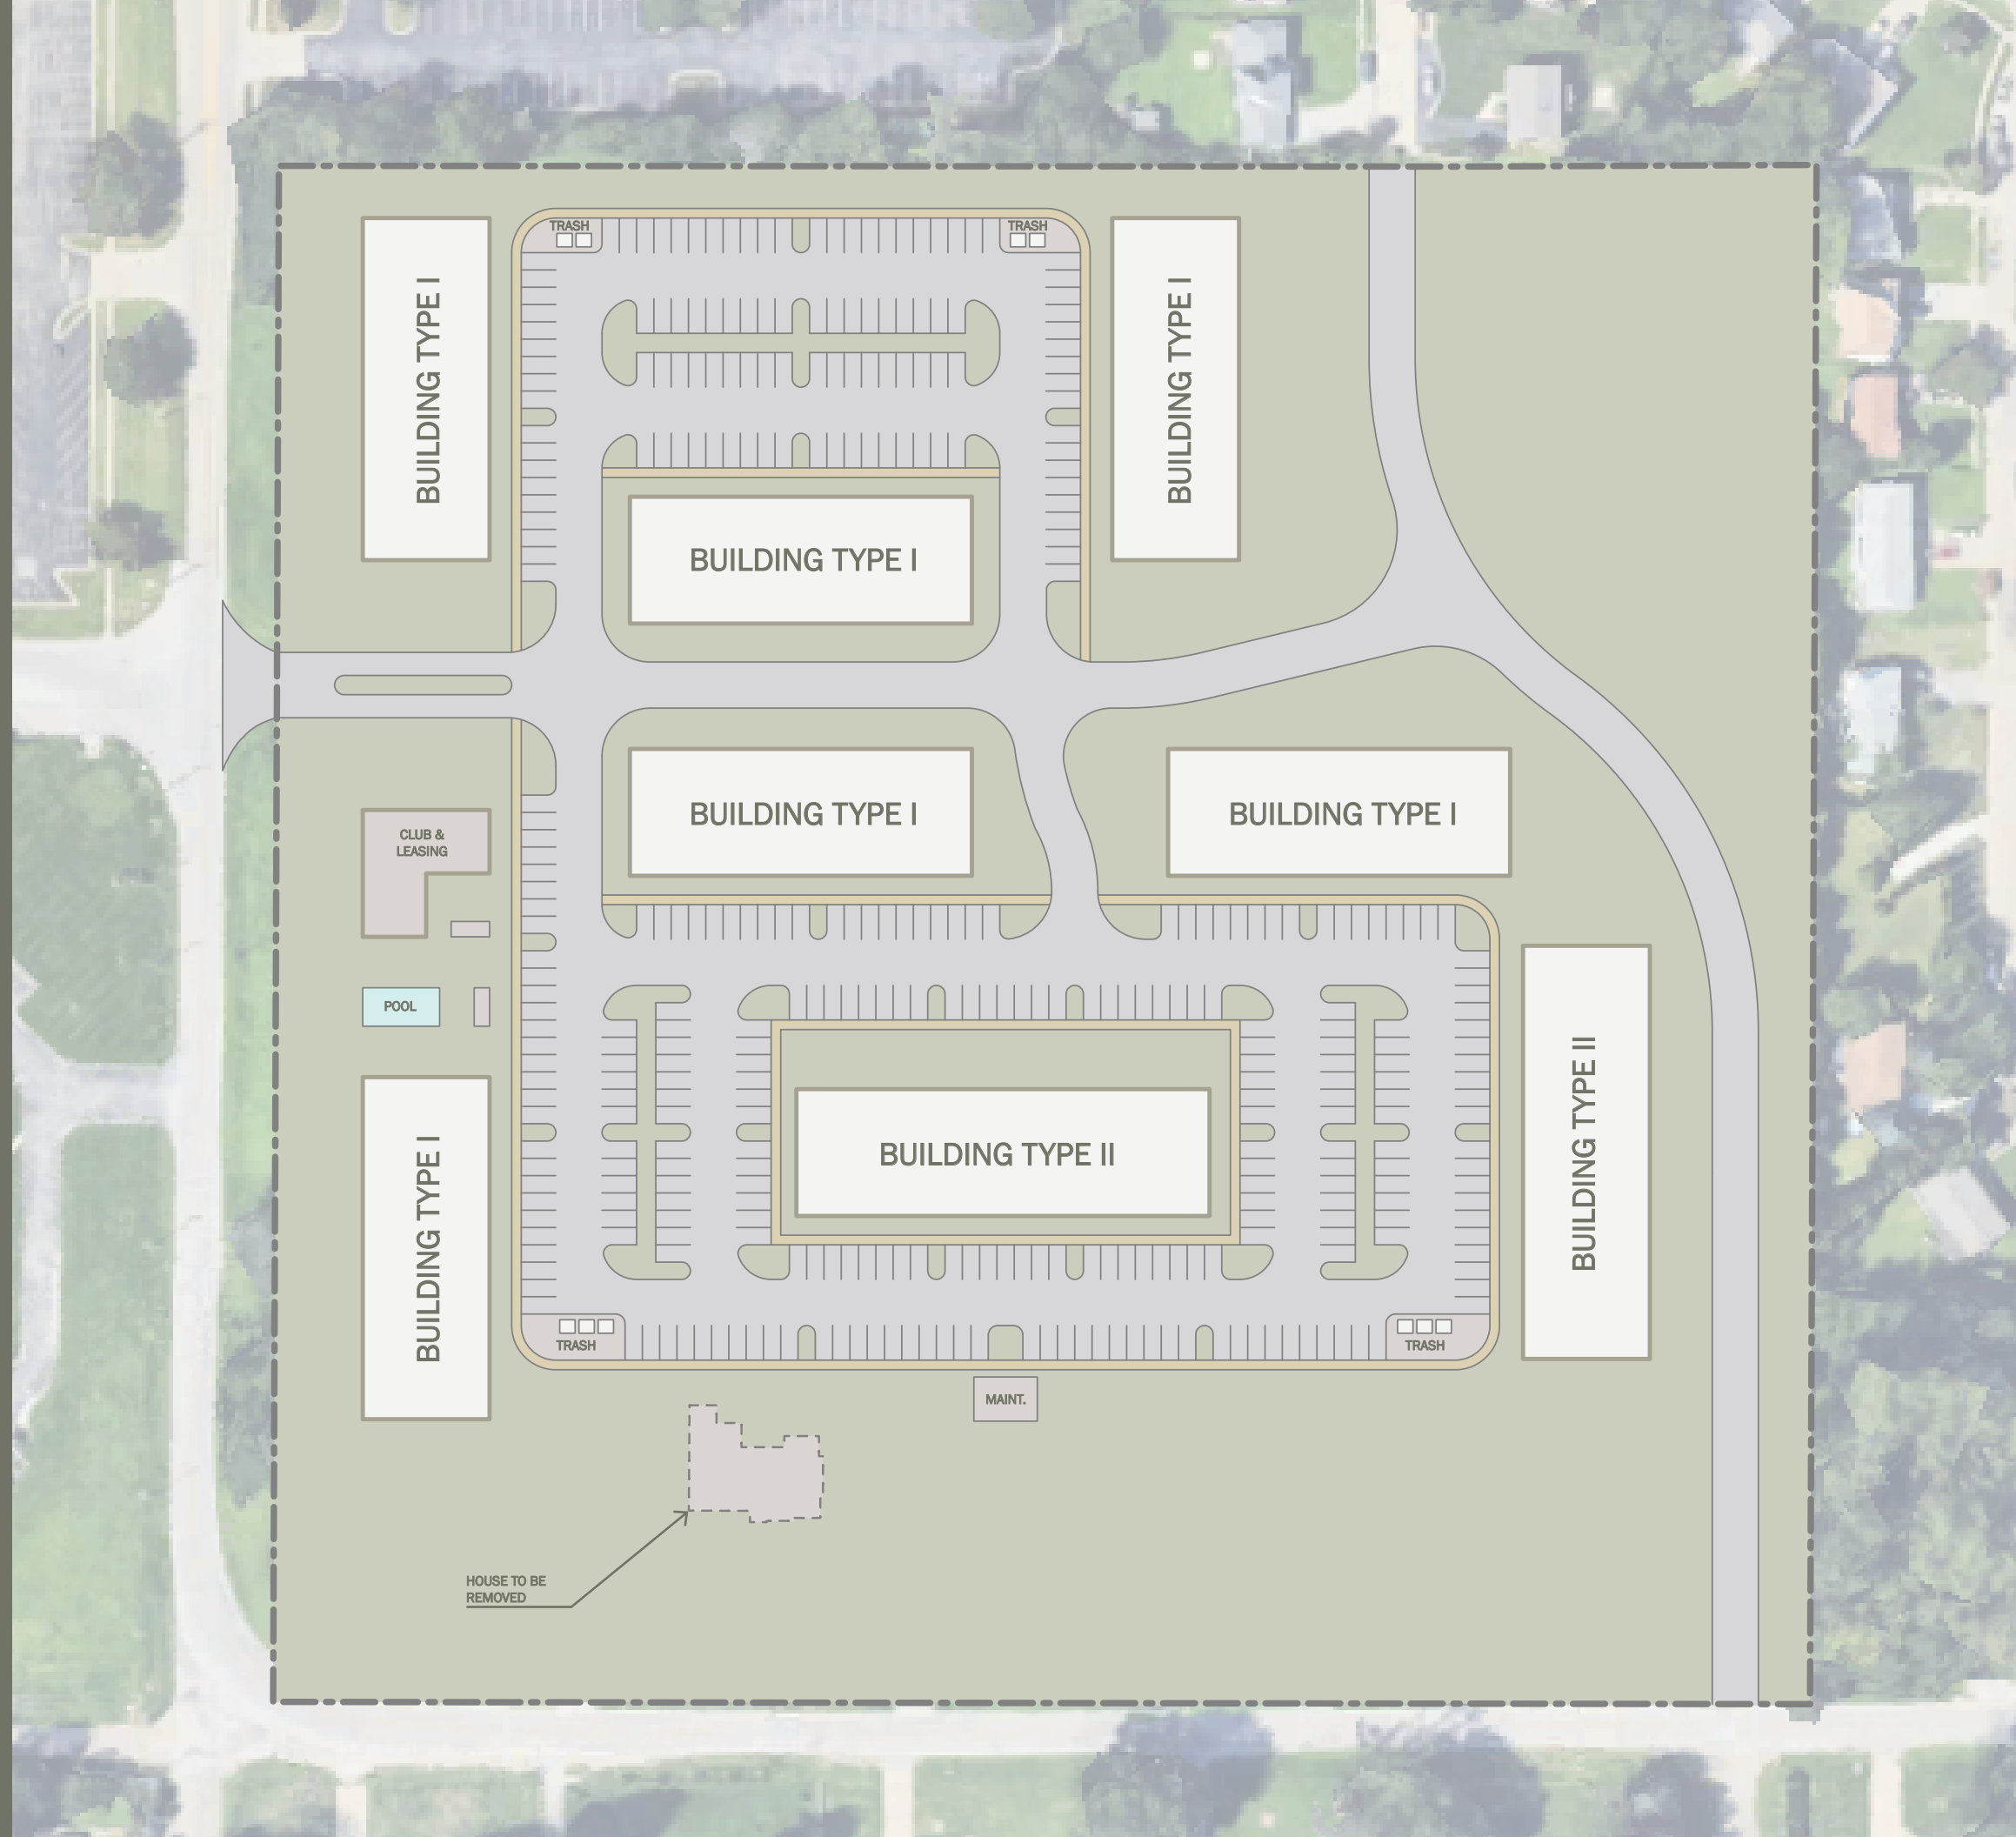 TRASH
TRASH
BUILDING TYPE I
BUILDING TYPE I
BUILDING TYPE I
BUILDING TYPE I
BUILDING TYPE I
CLUB &
LEASING
POOL
BUILDING TYPE II
BUILDING TYPE II
BUILDING TYPE I
TRASH
TRASH
MAINT.
HOUSE TO BE
REMOVED